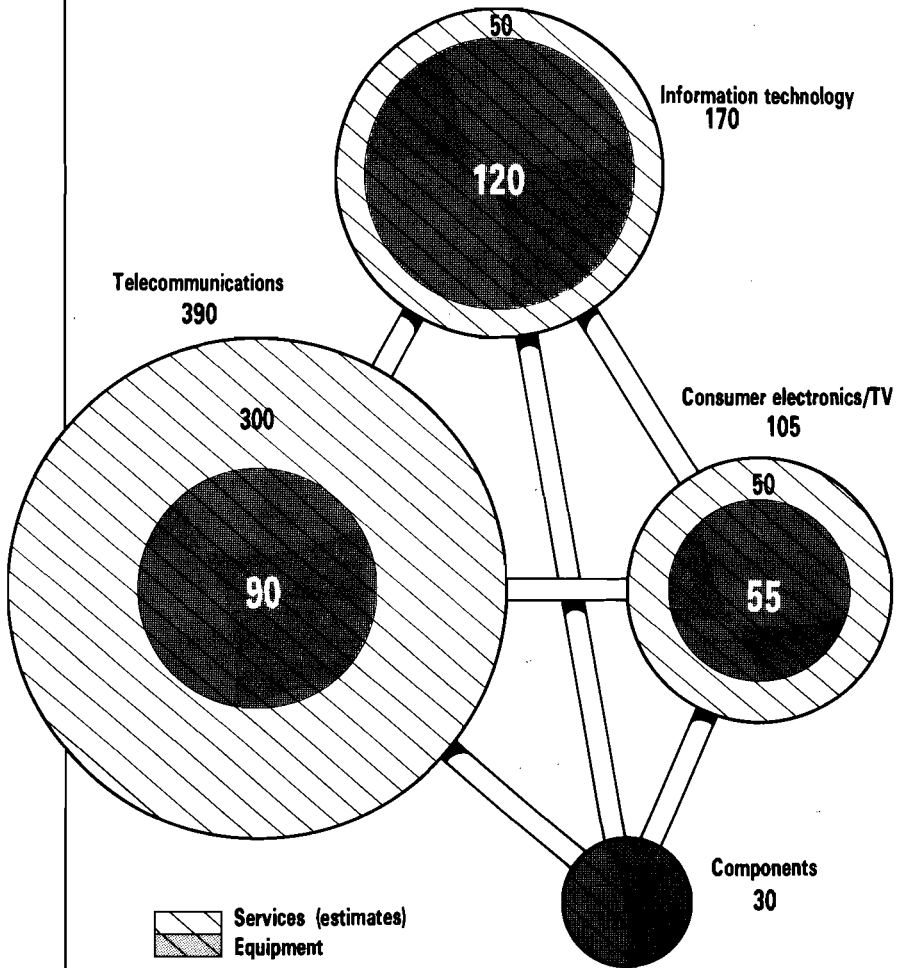 50
Information technology
170
120
Telecommunications
390
300
Consumer electronics/TV
105
50
90
55
Components
30
Services (estimates)
Equipment